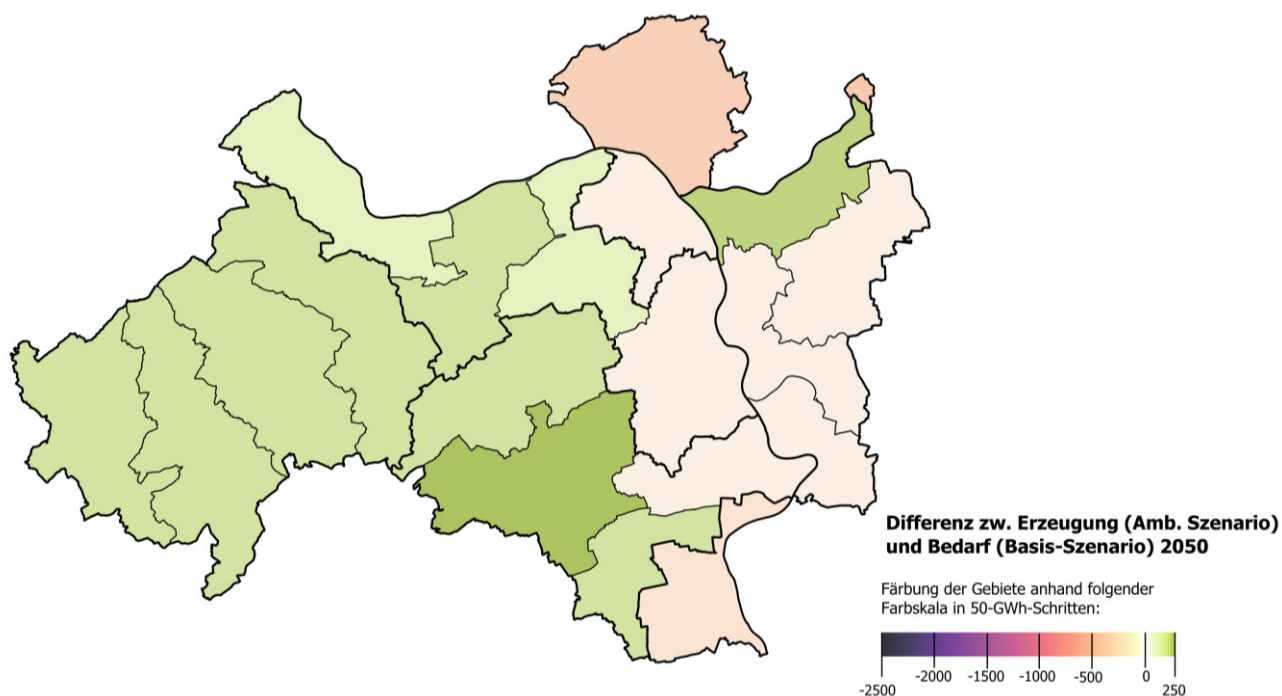 Differenz zw. Erzeugung (Amb. Szenario)
und Bedarf (Basis-Szenario) 2050
Färbung der Gebiete anhand folgender
Farbskala in 50-GWh-Schritten:
-2500 -2000 -1500 -1000 -500 0 250